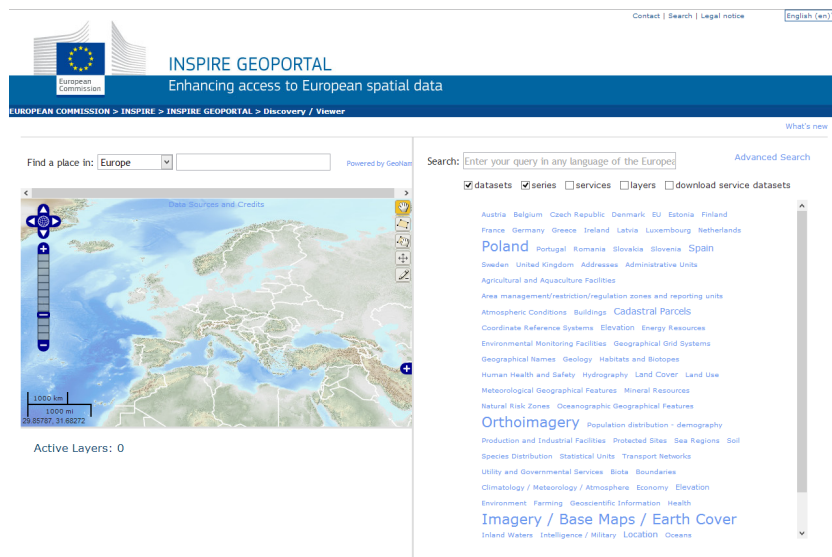 Contact | Search | Legal notice
English (en)
European
Commission
INSPIRE GEOPORTAL
Enhancing access to European spatial data
EUROPEAN COMMISSION > INSPIRE > INSPIRE GEOPORTAL > Discovery / Viewer
What's new
Find a place in: Europe
Powered by GeoNam
Data Sources and Credits
1000 km
1000 mi
29.85787, 31.68272
Active Layers: 0
Search: Enter your query in any language of the Europea
Advanced Search
datasets series services layers download service datasets
Austria Belgium Czech Republic Denmark EU Estonia Finland
France Germany Greece Ireland Latvia Luxembourg Netherlands
Poland Portugal Romania Slovakia Slovenia Spain
Sweden United Kingdom Addresses Administrative Units
Agricultural and Aquaculture Facilities
Area management/restriction/regulation zones and reporting units
Atmospheric Conditions Buildings Cadastral Parcels
Coordinate Reference Systems Elevation Energy Resources
Environmental Monitoring Facilities Geographical Grid Systems
Geographical Names Geology Habitats and Biotopes
Human Health and Safety Hydrography Land Cover Land Use
Meteorological Geographical Features Mineral Resources
Natural Risk Zones Oceanographic Geographical Features
Orthoimagery Population distribution - demography
Production and Industrial Facilities Protected Sites Sea Regions Soil
Species Distribution Statistical Units Transport Networks
Utility and Governmental Services Biota Boundaries
Climatology / Meteorology / Atmosphere Economy Elevation
Environment Farming Geoscientific Information Health
Imagery / Base Maps / Earth Cover
Inland Waters Intelligence / Military Location Oceans